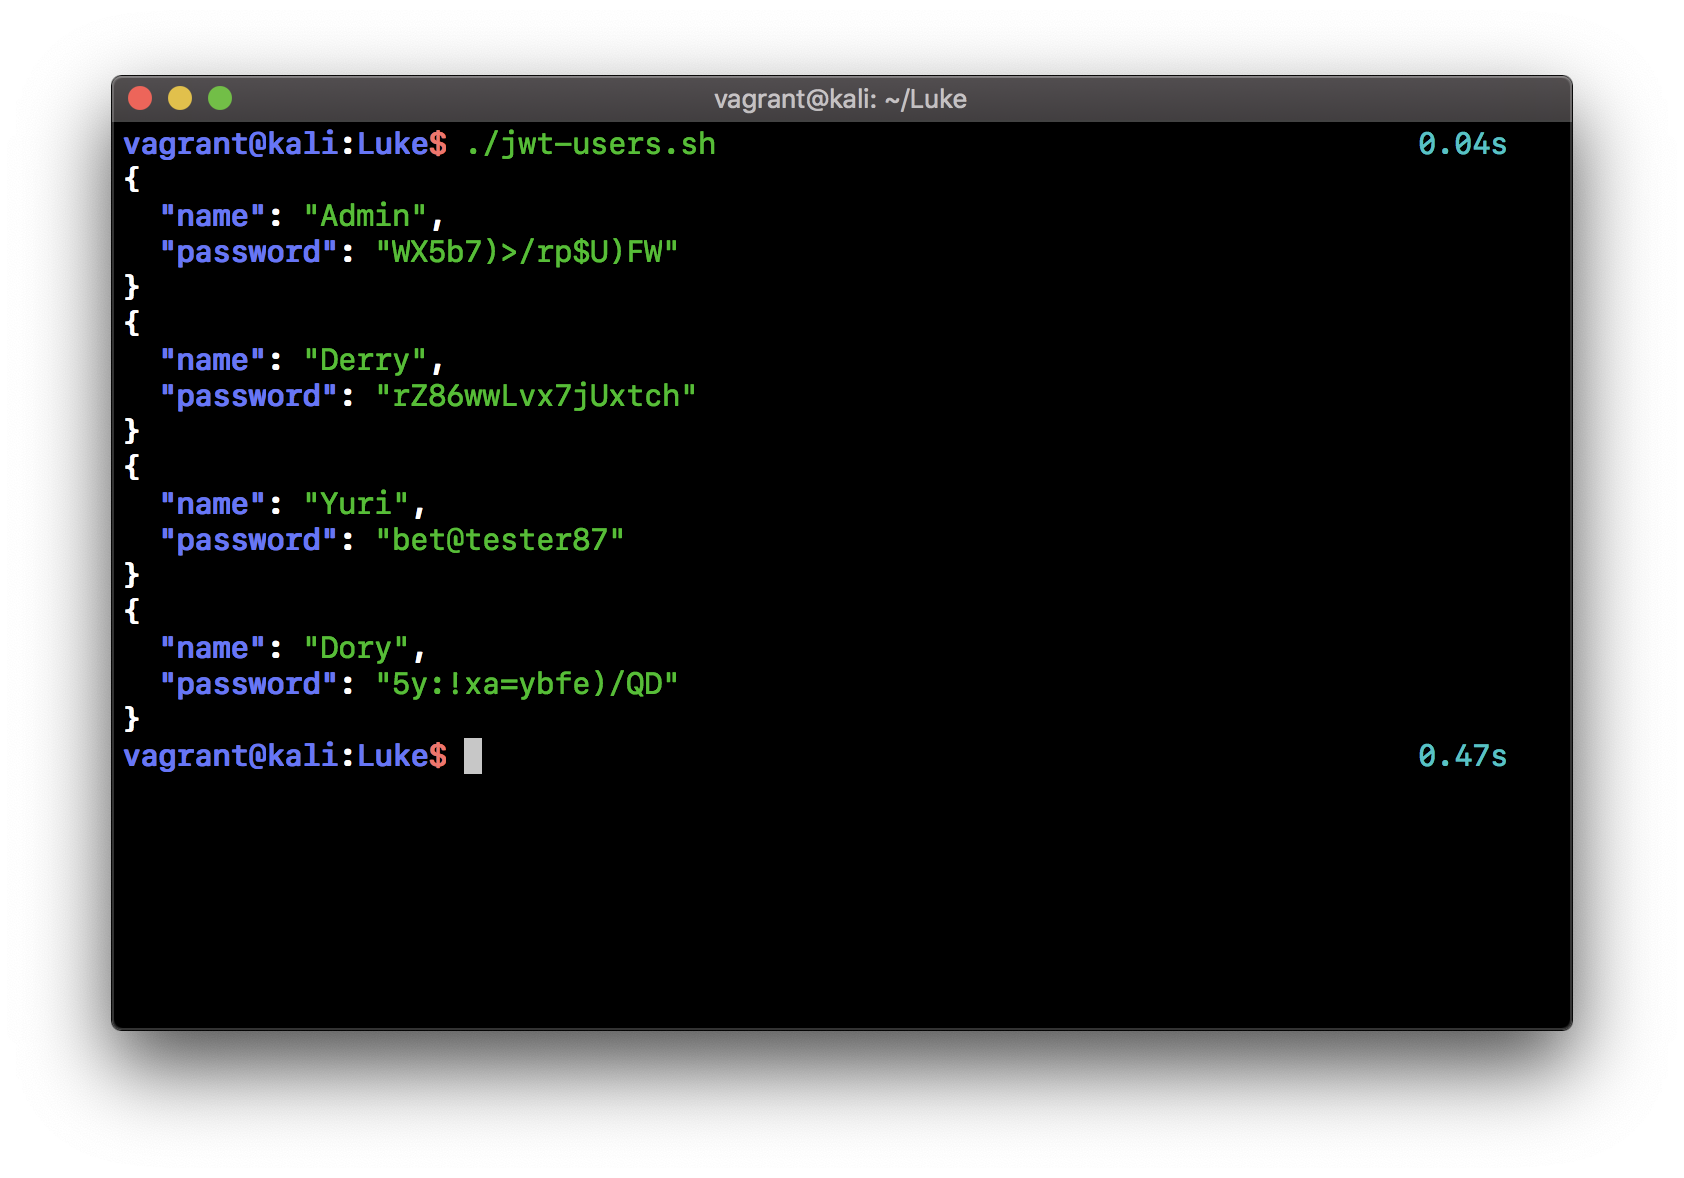 vagrant@kali: ~/Luke
vagrant@kali:Luke$ ./jwt-users.sh 0.04s
{
  "name": "Admin",
  "password": "WX5b7)>/rp$U)FW"
}
{
  "name": "Derry",
  "password": "rZ86wwLvx7jUxtch"
}
{
  "name": "Yuri",
  "password": "bet@tester87"
}
{
  "name": "Dory",
  "password": "5y:!xa=ybfe)/QD"
}
vagrant@kali:Luke$ 0.47s